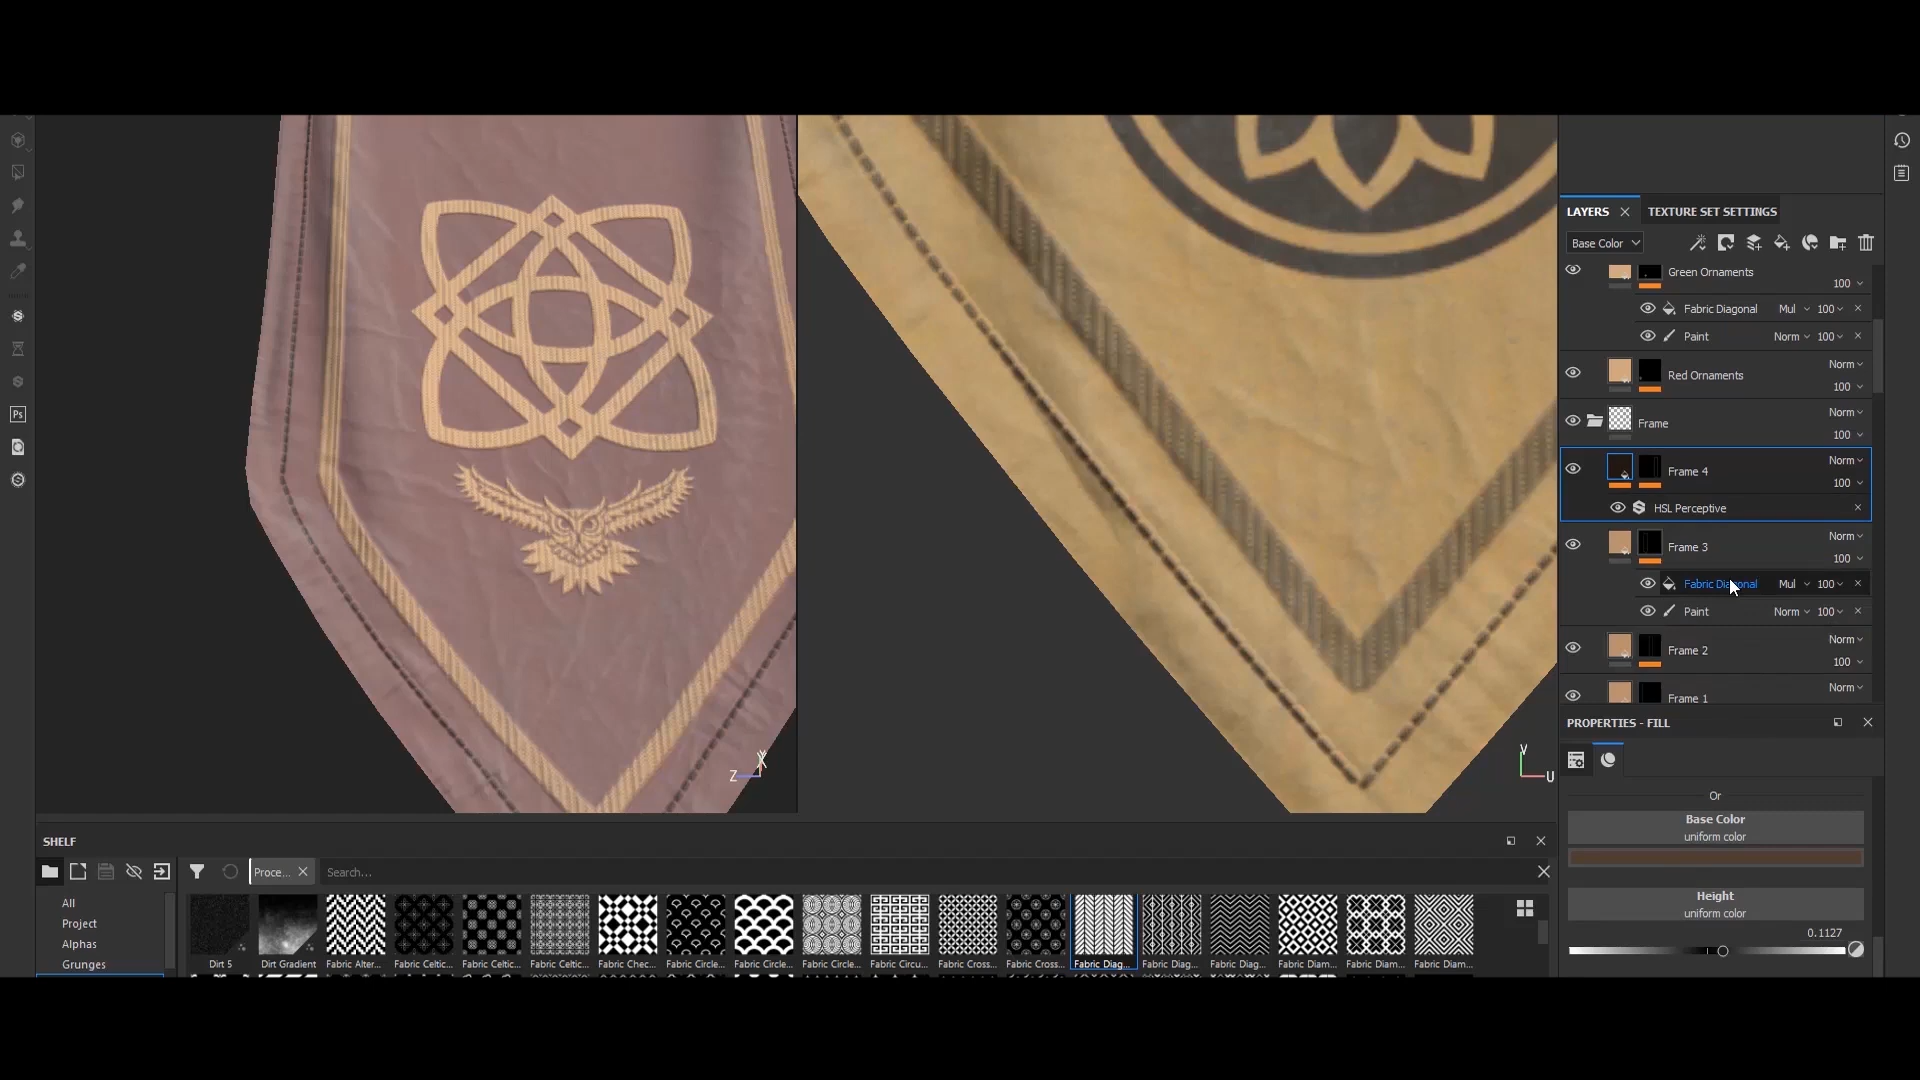 LAYERS
TEXTURE SET SETTINGS
Base Color
Green Ornaments
100
Fabric Diagonal Mul 100
Paint Norm 100
Norm
Red Ornaments
100
Norm
Frame
100
Norm
Frame 4
100
HSL Perceptive
Norm
Frame 3
100
Fabric Diagonal Mul 100
Paint Norm 100
Norm
Frame 2
100
Norm
Frame 1
PROPERTIES - FILL
Or
Base Color
uniform color
Height
uniform color
0.1127
Ps
Z X
V
U
SHELF
Proce...
Search...
All
Project
Alphas
Grunges
Dirt 5
Dirt Gradient
Fabric Alter...
Fabric Celtic...
Fabric Celtic...
Fabric Celtic...
Fabric Chec...
Fabric Circle...
Fabric Circle...
Fabric Circle...
Fabric Circu...
Fabric Cross...
Fabric Cross...
Fabric Diag...
Fabric Diag...
Fabric Diag...
Fabric Diam...
Fabric Diam...
Fabric Diam...